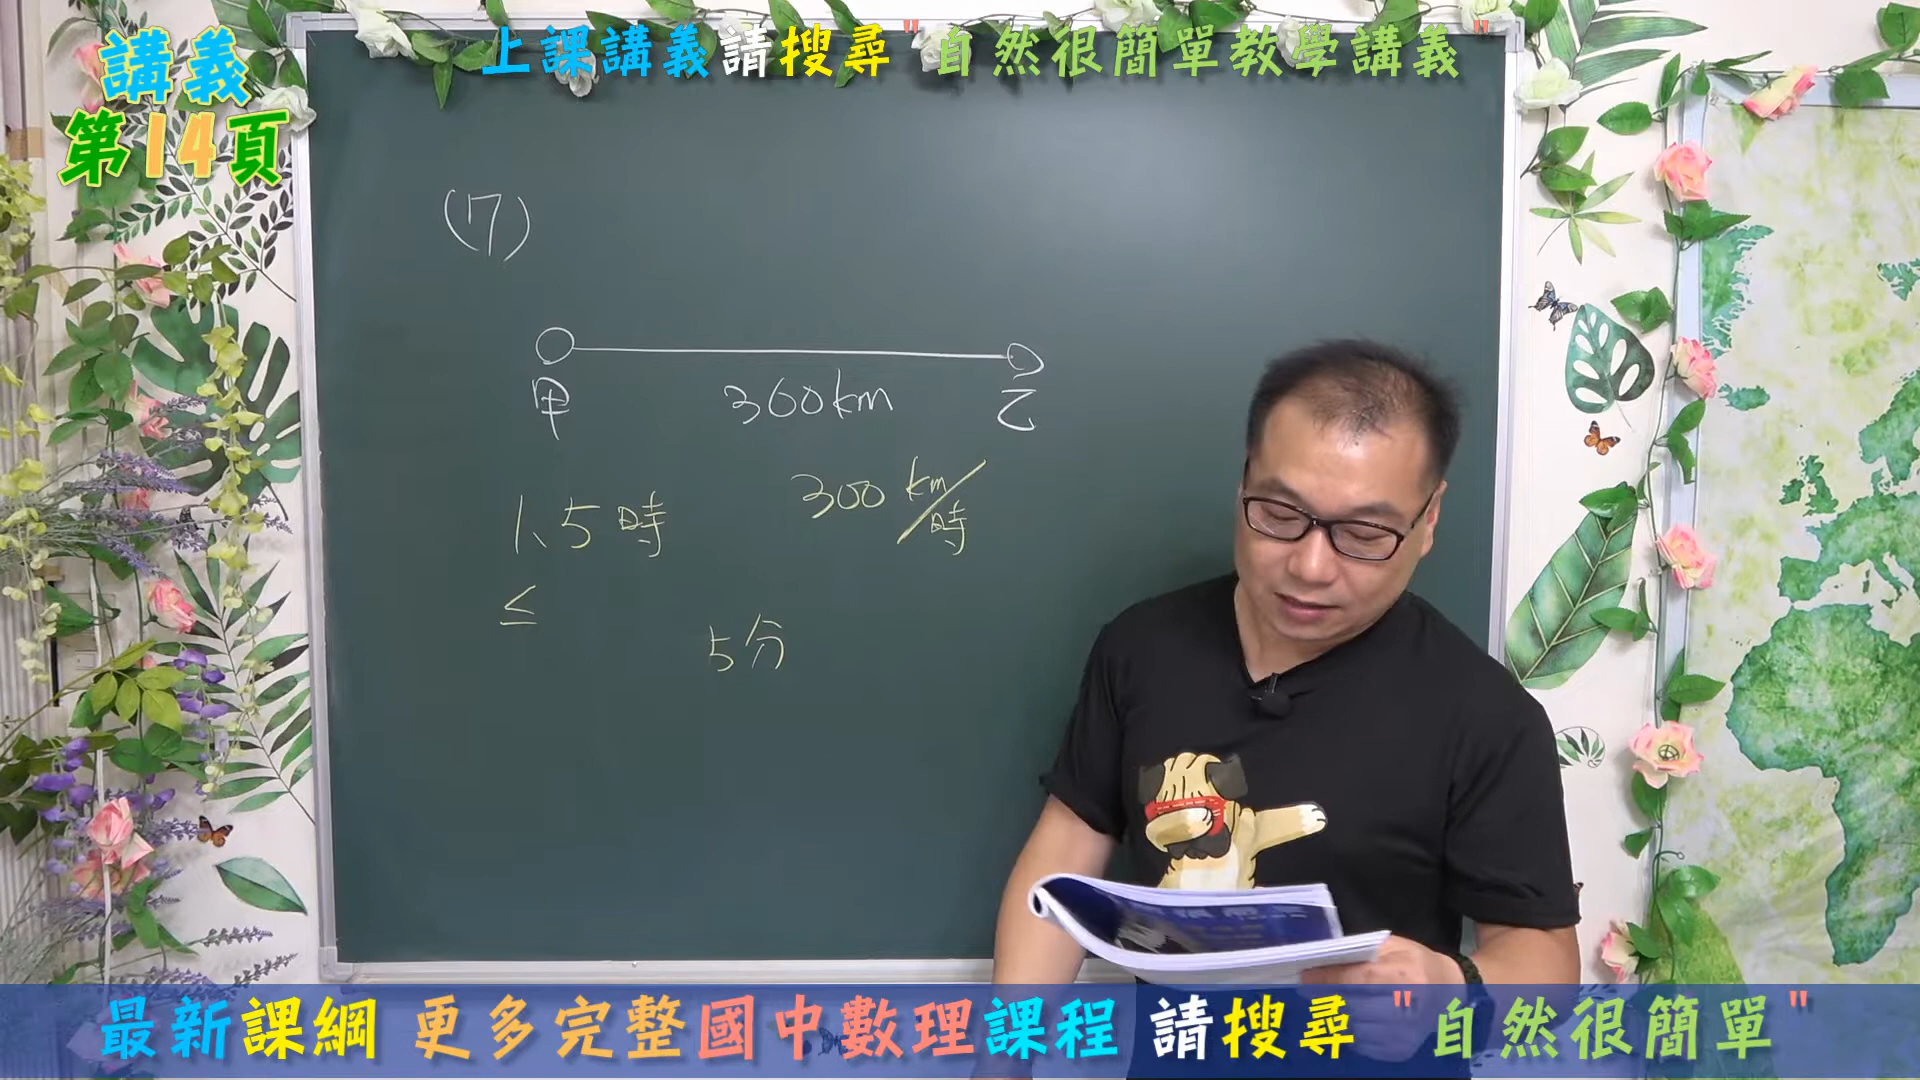 上課講義請搜尋"自然很簡單教學講義"
講義
第14頁
(7)
甲 360km 乙
1.5時 300 km/時
≤
5分
最新課綱 更多完整國中數理課程 請搜尋"自然很簡單"